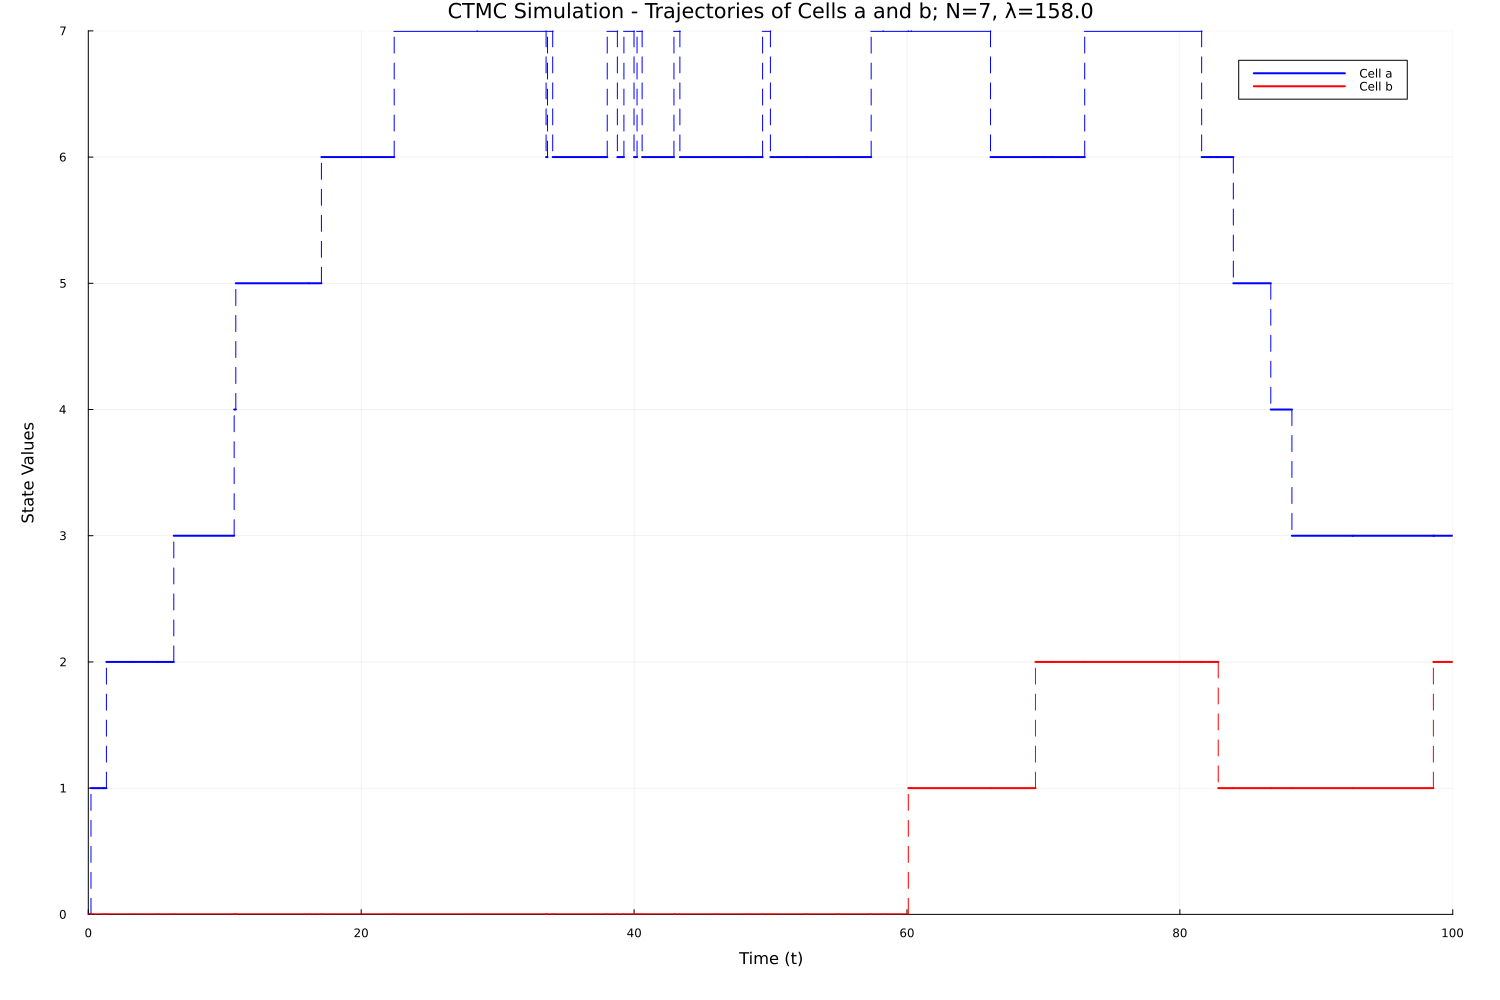 CTMC Simulation - Trajectories of Cells a and b; N=7, λ=158.0
7
Cell a
Cell b
6
5
4
State Values
3
2
1
0
0 20 40 60 80 100
Time (t)